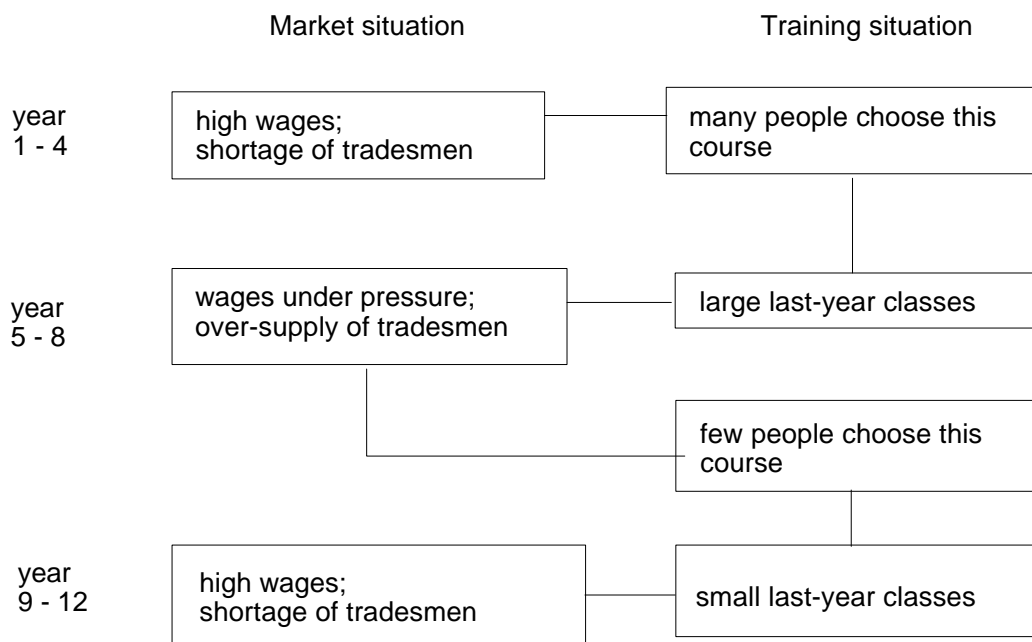 Market situation
Training situation
year
1 - 4
high wages;
shortage of tradesmen
many people choose this
course
year
5 - 8
wages under pressure;
over-supply of tradesmen
large last-year classes
few people choose this
course
year
9 - 12
high wages;
shortage of tradesmen
small last-year classes